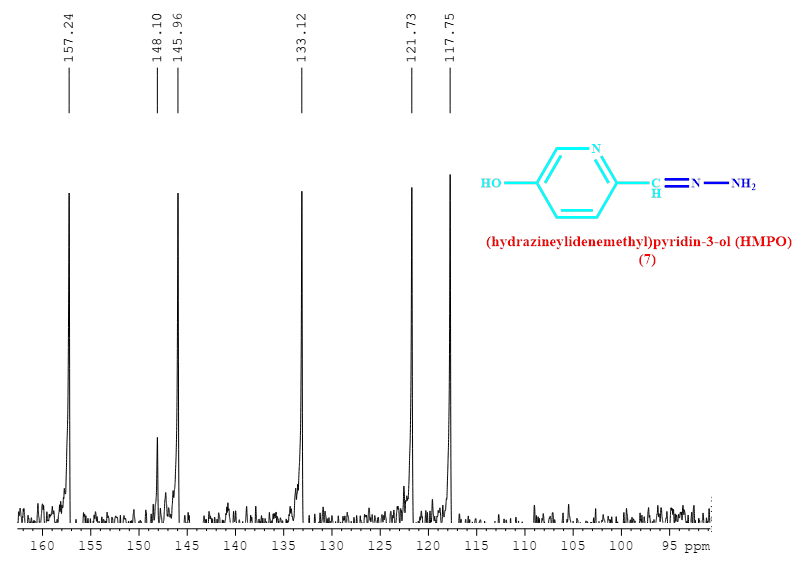 157.24
148.10
145.96
133.12
121.73
117.75
N
HO
C
H
N
NH2
(hydrazineylidenemethyl)pyridin-3-ol (HMPO)
(7)
160 155 150 145 140 135 130 125 120 115 110 105 100 95 ppm